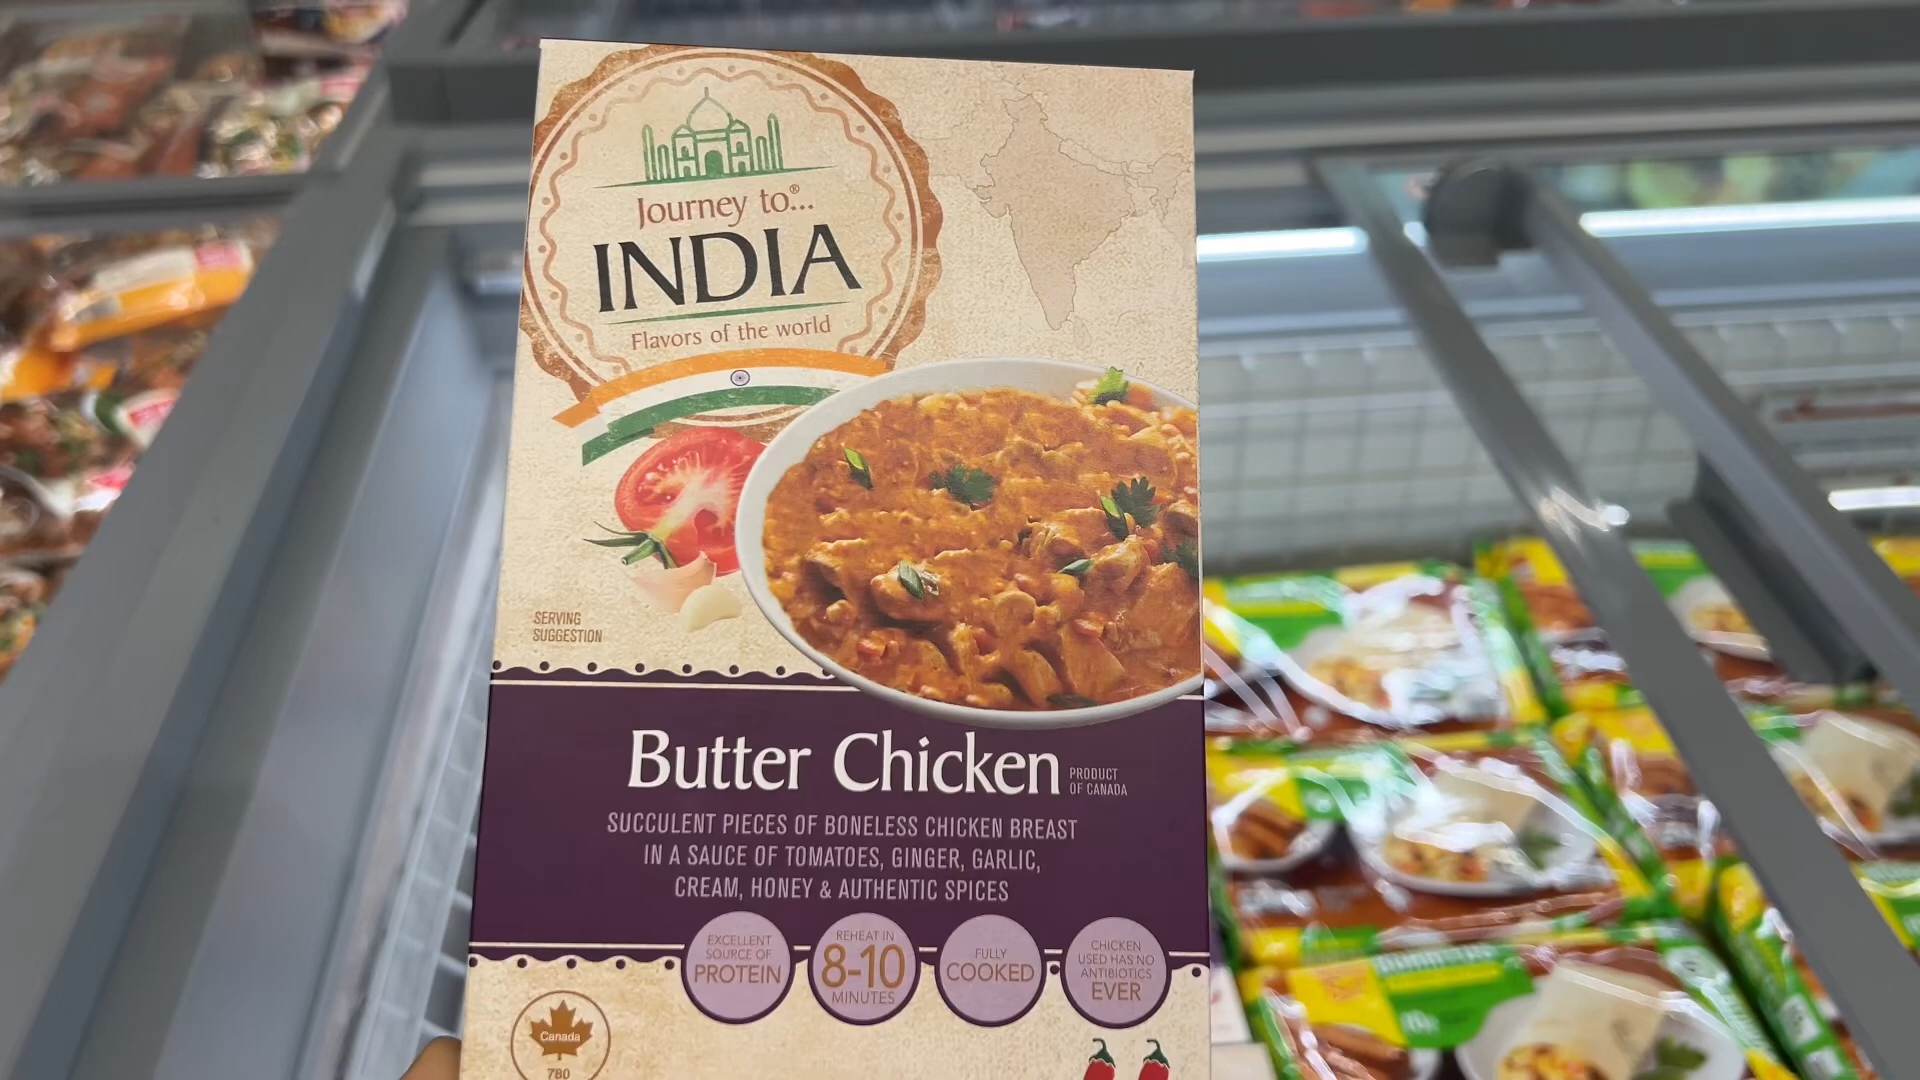 Journey to...®
INDIA
Flavors of the world
SERVING
SUGGESTION
Butter Chicken
PRODUCT
OF CANADA
SUCCULENT PIECES OF BONELESS CHICKEN BREAST
IN A SAUCE OF TOMATOES, GINGER, GARLIC,
CREAM, HONEY & AUTHENTIC SPICES
EXCELLENT
SOURCE OF
PROTEIN
REHEAT IN
8-10
MINUTES
FULLY
COOKED
CHICKEN
USED HAS NO
ANTIBIOTICS
EVER
Canada
780